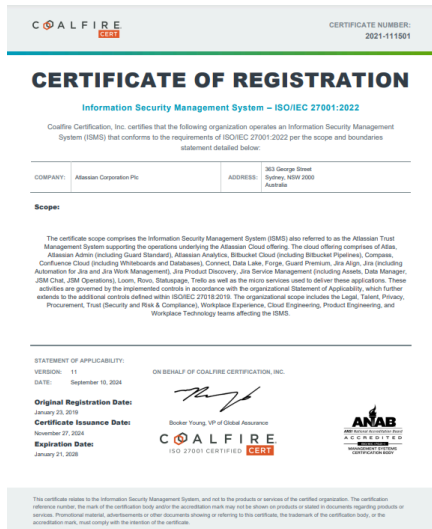 COALFIRE
CERT
CERTIFICATE NUMBER:
2021-111501
CERTIFICATE OF REGISTRATION
Information Security Management System – ISO/IEC 27001:2022
Coalfire Certification, Inc. certifies that the following organization operates an Information Security Management
System (ISMS) that conforms to the requirements of ISO/IEC 27001:2022 per the scope and boundaries
statement detailed below:
COMPANY: Atlassian Corporation Plc
ADDRESS: 363 George Street
Sydney, NSW 2000
Australia
Scope:
The certificate scope comprises the Information Security Management System (ISMS) also referred to as the Atlassian Trust
Management System supporting the operations underlying the Atlassian Cloud offering. The cloud offering comprises of Atlas,
Atlassian Admin (including Guard Standard), Atlassian Analytics, Bitbucket Cloud (including Bitbucket Pipelines), Compass,
Confluence Cloud (including Whiteboards and Databases), Connect, Data Lake, Forge, Guard Premium, Jira Align, Jira (including
Automation for Jira and Jira Work Management), Jira Product Discovery, Jira Service Management (including Assets, Data Manager,
JSM Chat, JSM Operations), Loom, Rovo, Statuspage, Trello as well as the micro services used to deliver these applications. These
activities are governed by the implemented controls in accordance with the organizational Statement of Applicability, which further
extends to the additional controls defined within ISO/IEC 27018:2019. The organizational scope includes the Legal, Talent, Privacy,
Procurement, Trust (Security and Risk & Compliance), Workplace Experience, Cloud Engineering, Product Engineering, and
Workplace Technology teams affecting the ISMS.
STATEMENT OF APPLICABILITY:
VERSION: 11
DATE: September 10, 2024
Original Registration Date:
January 23, 2019
Certificate Issuance Date:
November 27, 2024
Expiration Date:
January 21, 2028
ON BEHALF OF COALFIRE CERTIFICATION, INC.
Booker Young, VP of Global Assurance
COALFIRE
ISO 27001 CERTIFIED CERT
ANAB
ANSI National Accreditation Board
ACCREDITED
MANAGEMENT SYSTEMS
CERTIFICATION BODY
This certificate relates to the Information Security Management System, and not to the products or services of the certified organization. The certification
reference number, the mark of the certification body and/or the accreditation mark may not be shown on products or stated in documents regarding products or
services. Promotional material, advertisements or other documents showing or referring to this certificate, the trademark of the certification body, or the
accreditation mark, must comply with the intention of the certificate.